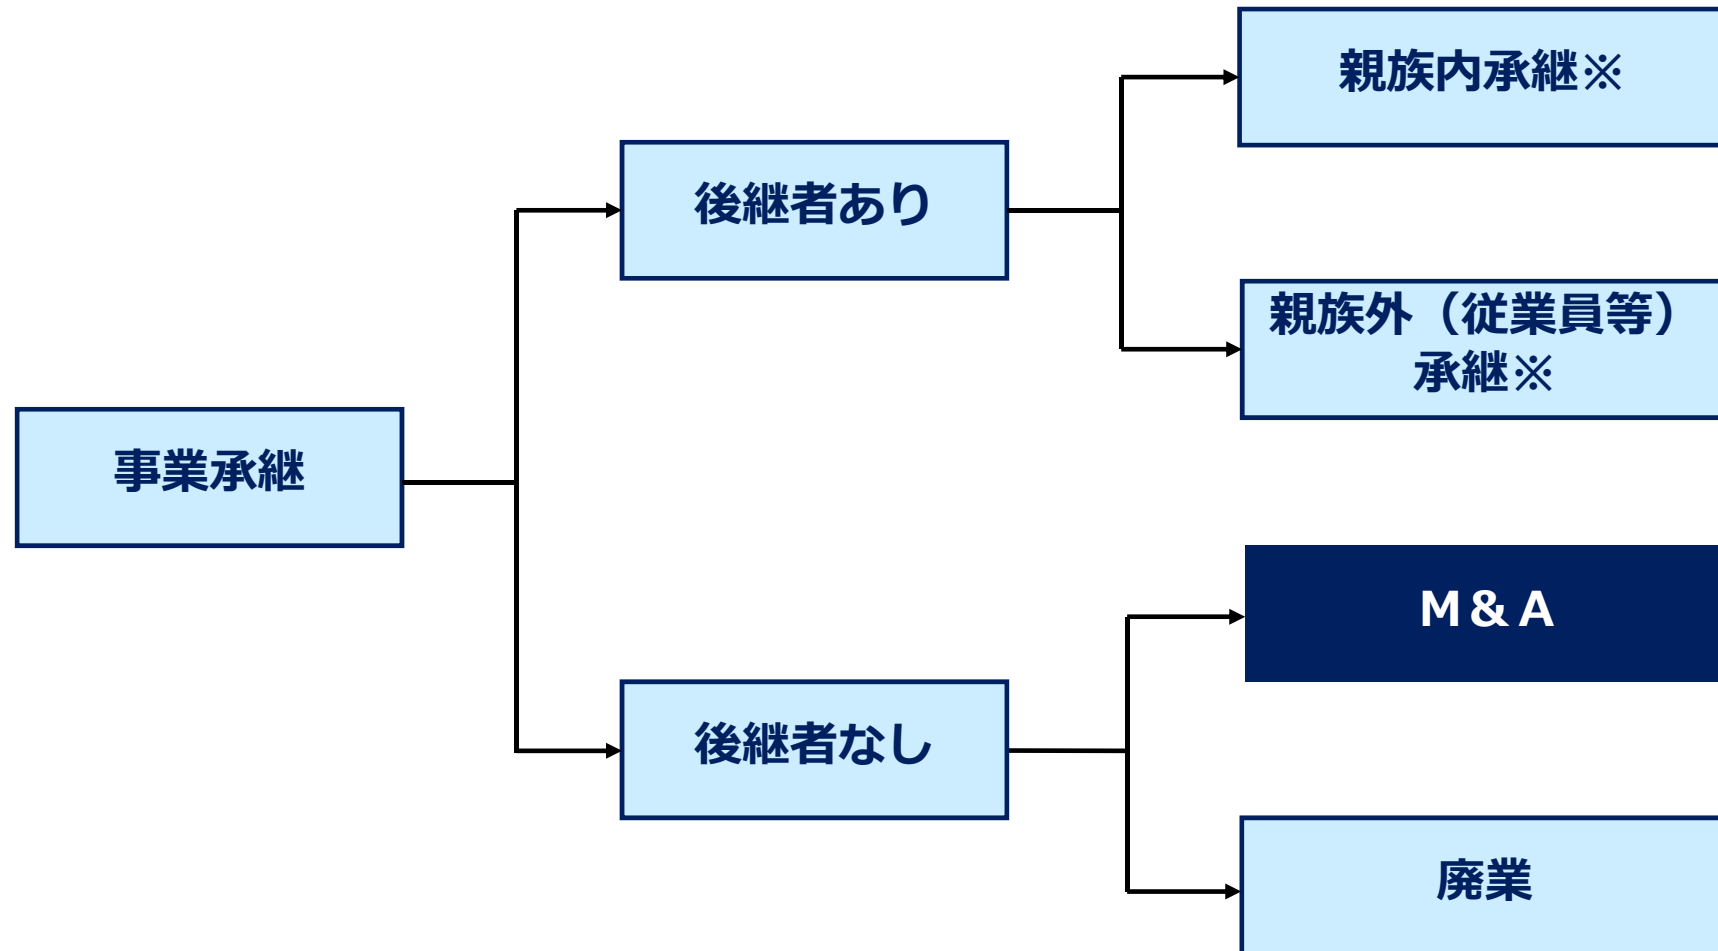 親族内承継※
後継者あり
親族外（従業員等）
承継※
事業承継
Ｍ＆Ａ
後継者なし
廃業